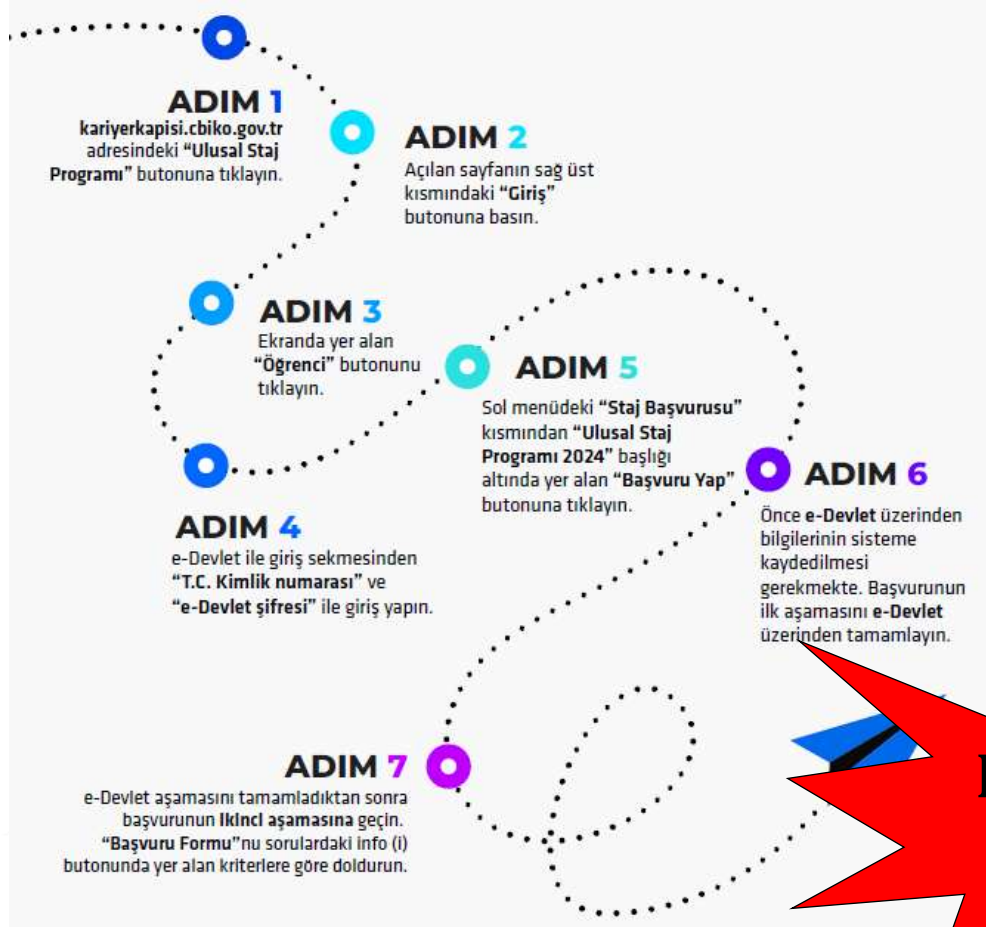 ADIM 1
kariyerkapisi.cbiko.gov.tr
adresindeki “Ulusal Staj
Programı” butonuna tıklayın.
ADIM 2
Açılan sayfanın sağ üst
kısmındaki “Giriş”
butonuna basın.
ADIM 3
Ekranda yer alan
“Öğrenci” butonunu
tıklayın.
ADIM 4
e-Devlet ile giriş sekmesinden
“T.C. Kimlik numarası” ve
“e-Devlet şifresi” ile giriş yapın.
ADIM 5
Sol menüdeki “Staj Başvurusu”
kısmından “Ulusal Staj
Programı 2024” başlığı
altında yer alan “Başvuru Yap”
butonuna tıklayın.
ADIM 6
Önce e-Devlet üzerinden
bilgilerinin sisteme
kaydedilmesi
gerekmekte. Başvurunun
ilk aşamasını e-Devlet
üzerinden tamamlayın.
ADIM 7
e-Devlet aşamasını tamamladıktan sonra
başvurunun ikinci aşamasına geçin.
“Başvuru Formu”nu sorulardaki info (i)
butonunda yer alan kriterlere göre doldurun.